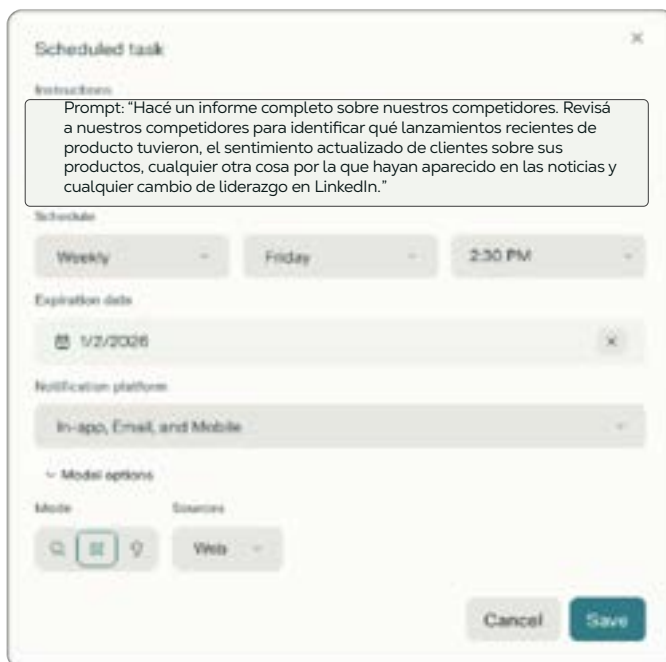 Scheduled task
Instructions
Prompt: “Hacé un informe completo sobre nuestros competidores. Revisá
a nuestros competidores para identificar qué lanzamientos recientes de
producto tuvieron, el sentimiento actualizado de clientes sobre sus
productos, cualquier otra cosa por la que hayan aparecido en las noticias y
cualquier cambio de liderazgo en LinkedIn.”
Schedule
Weekly Friday 2:30 PM
Expiration date
1/2/2026
Notification platform
In-app, Email, and Mobile
Model options
Mode Sources
Web
Cancel Save